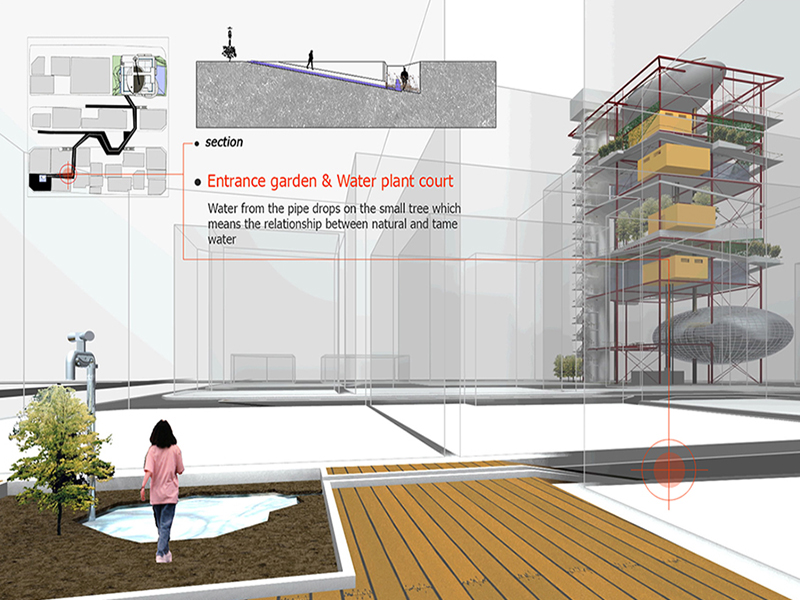 section
Entrance garden & Water plant court
Water from the pipe drops on the small tree which
means the relationship between natural and tame
water